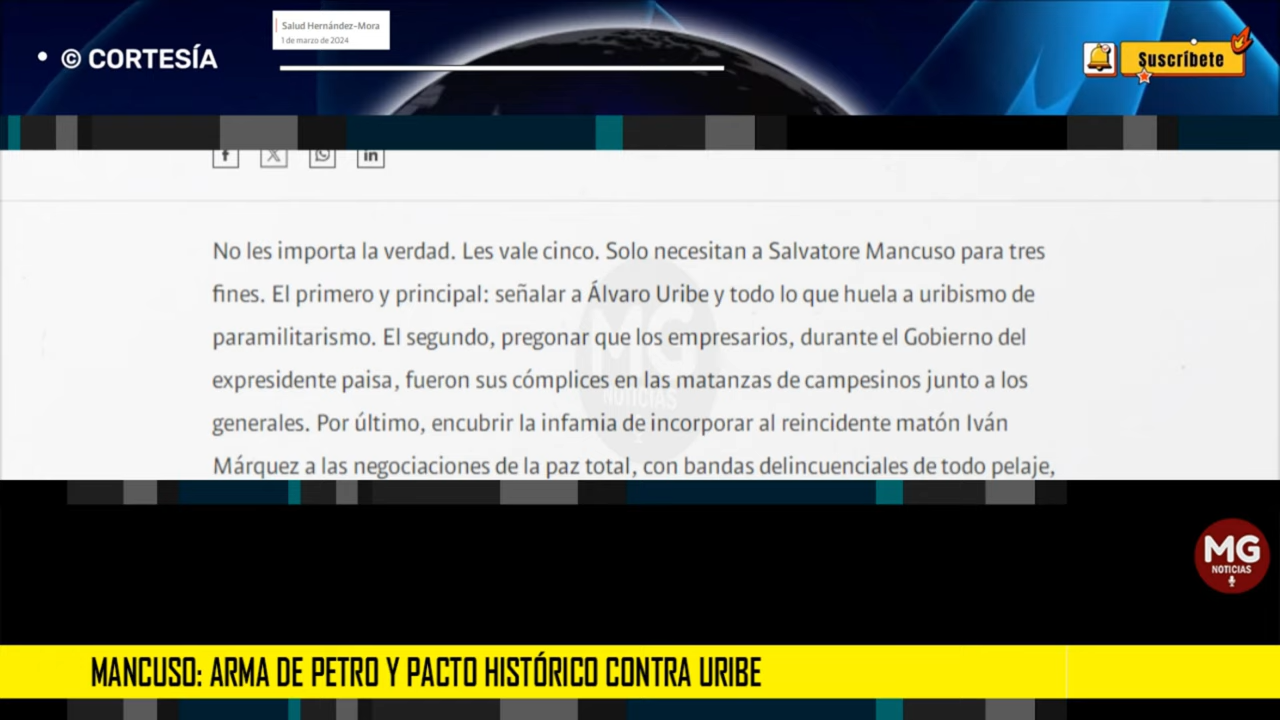 Salud Hernández-Mora
1 de marzo de 2024
• © CORTESÍA
Suscríbete
f X in
No les importa la verdad. Les vale cinco. Solo necesitan a Salvatore Mancuso para tres
fines. El primero y principal: señalar a Álvaro Uribe y todo lo que huela a uribismo de
paramilitarismo. El segundo, pregonar que los empresarios, durante el Gobierno del
expresidente paisa, fueron sus cómplices en las matanzas de campesinos junto a los
generales. Por último, encubrir la infamia de incorporar al reincidente matón Iván
Márquez a las negociaciones de la paz total, con bandas delincuenciales de todo pelaje,
MG
NOTICIAS
MG
NOTICIAS
MANCUSO: ARMA DE PETRO Y PACTO HISTÓRICO CONTRA URIBE